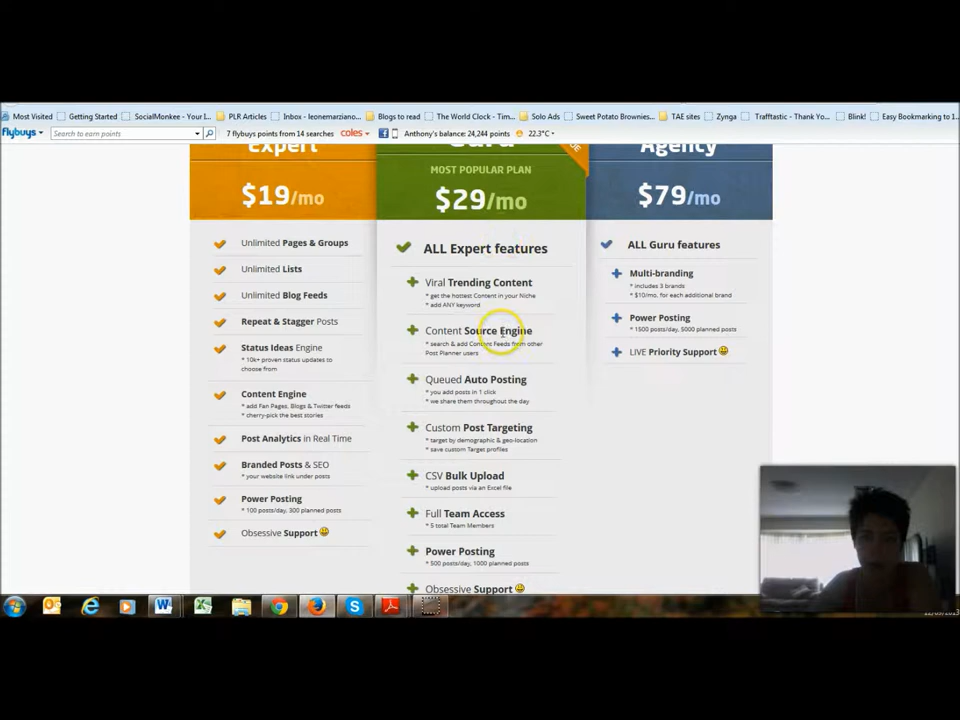 Most Visited
Getting Started
SocialMonkee - Your l...
PLR Articles
Inbox - leonemarziano...
Blogs to read
The World Clock - Tim...
Solo Ads
Sweet Potato Brownies...
TAE sites
Zynga
Trafftastic - Thank You...
Blink!
Easy Bookmarking to 1
flybuys
Search to earn points
7 flybuys points from 14 searches
coles
Anthony's balance: 24,244 points
22.3°C
Expert
$19/mo
Unlimited Pages & Groups
Unlimited Lists
Unlimited Blog Feeds
Repeat & Stagger Posts
Status Ideas Engine
* 10k+ proven status updates to
choose from
Content Engine
* add Fan Pages, Blogs & Twitter feeds
* cherry-pick the best stories
Post Analytics in Real Time
Branded Posts & SEO
* your website link under posts
Power Posting
* 100 posts/day, 300 planned posts
Obsessive Support
Guru
MOST POPULAR PLAN
$29/mo
ALL Expert features
Viral Trending Content
* get the hottest Content in your Niche
* add ANY keyword
Content Source Engine
* search & add Content Feeds from other
Post Planner users
Queued Auto Posting
* you add posts in 1 click
* we share them throughout the day
Custom Post Targeting
* target by demographic & geo-location
* save custom Target profiles
CSV Bulk Upload
* upload posts via an Excel file
Full Team Access
* 5 total Team Members
Power Posting
* 500 posts/day, 1000 planned posts
Obsessive Support
Agency
$79/mo
ALL Guru features
Multi-branding
* includes 3 brands
* $10/mo. for each additional brand
Power Posting
* 1500 posts/day, 5000 planned posts
LIVE Priority Support